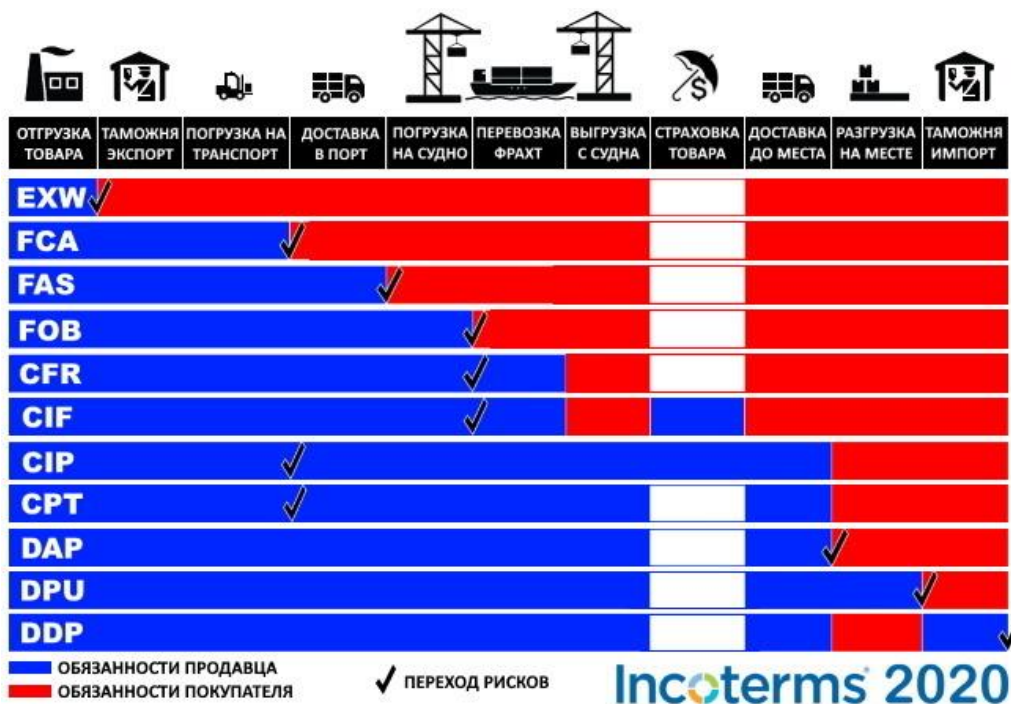 $
ОТГРУЗКА ТОВАРА
ТАМОЖНЯ ЭКСПОРТ
ПОГРУЗКА НА ТРАНСПОРТ
ДОСТАВКА В ПОРТ
ПОГРУЗКА НА СУДНО
ПЕРЕВОЗКА ФРАХТ
ВЫГРУЗКА С СУДНА
СТРАХОВКА ТОВАРА
ДОСТАВКА ДО МЕСТА
РАЗГРУЗКА НА МЕСТЕ
ТАМОЖНЯ ИМПОРТ
EXW
FCA
FAS
FOB
CFR
CIF
CIP
CPT
DAP
DPU
DDP
ОБЯЗАННОСТИ ПРОДАВЦА
ОБЯЗАННОСТИ ПОКУПАТЕЛЯ
ПЕРЕХОД РИСКОВ
Incoterms® 2020